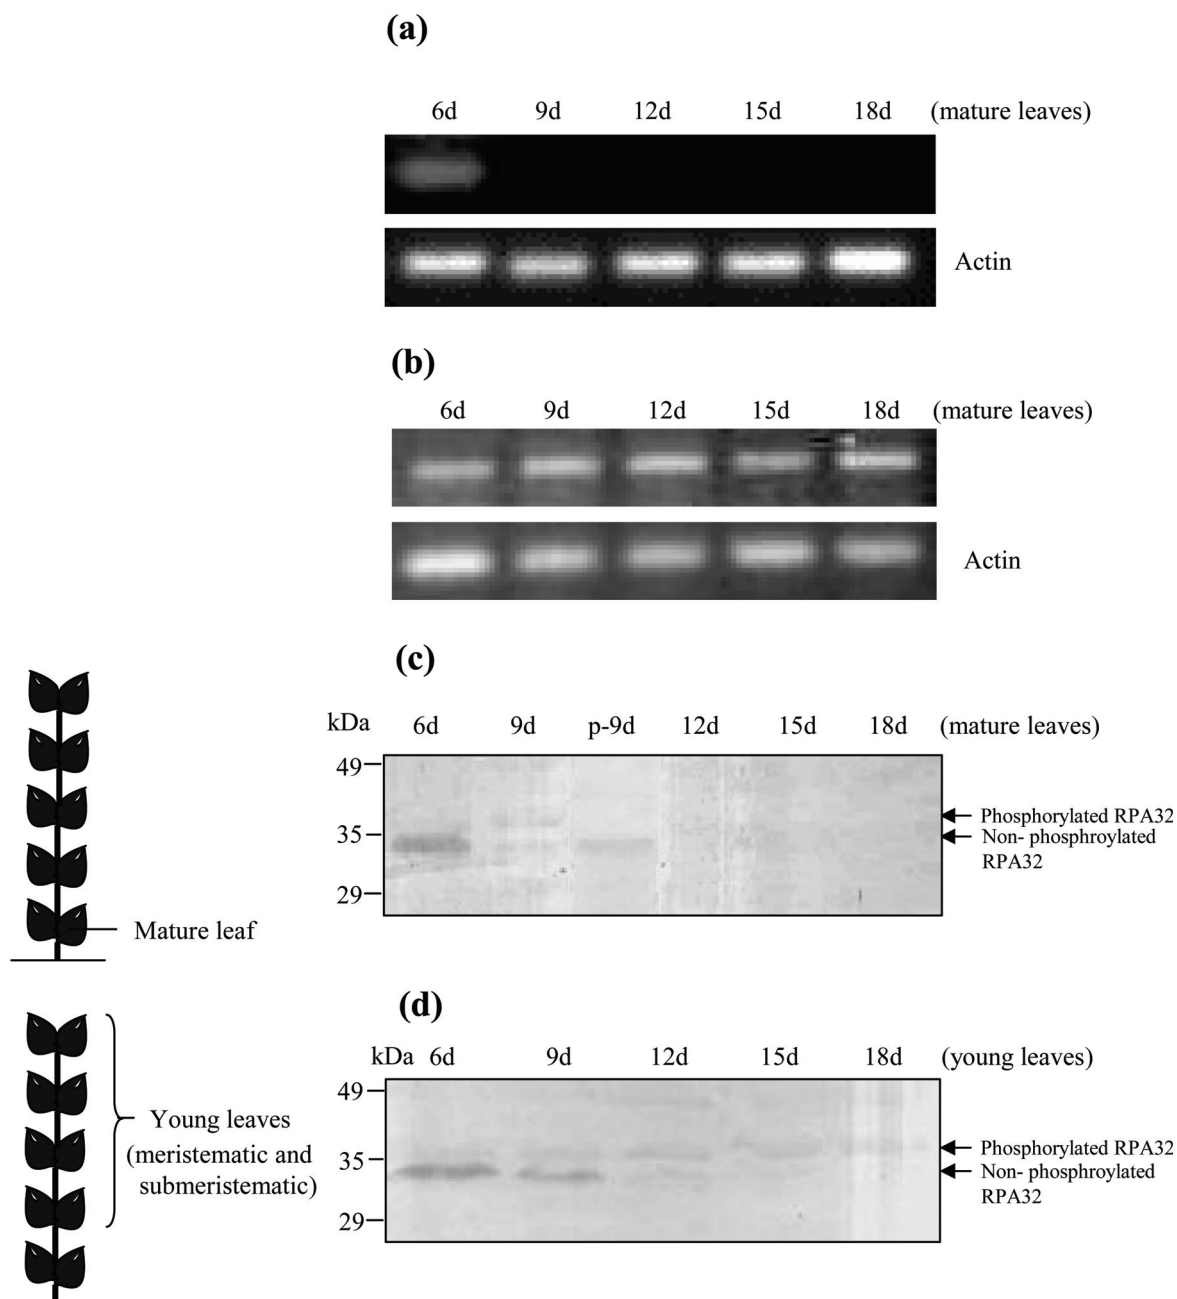 (a)
6d 9d 12d 15d 18d (mature leaves)
Actin
(b)
6d 9d 12d 15d 18d (mature leaves)
Actin
(c)
kDa 6d 9d p-9d 12d 15d 18d (mature leaves)
49
Phosphorylated RPA32
35
Non- phosphroylated
RPA32
29
Mature leaf
(d)
kDa 6d 9d 12d 15d 18d (young leaves)
49
Young leaves
(meristematic and
submeristematic)
Phosphorylated RPA32
35
Non- phosphroylated
RPA32
29